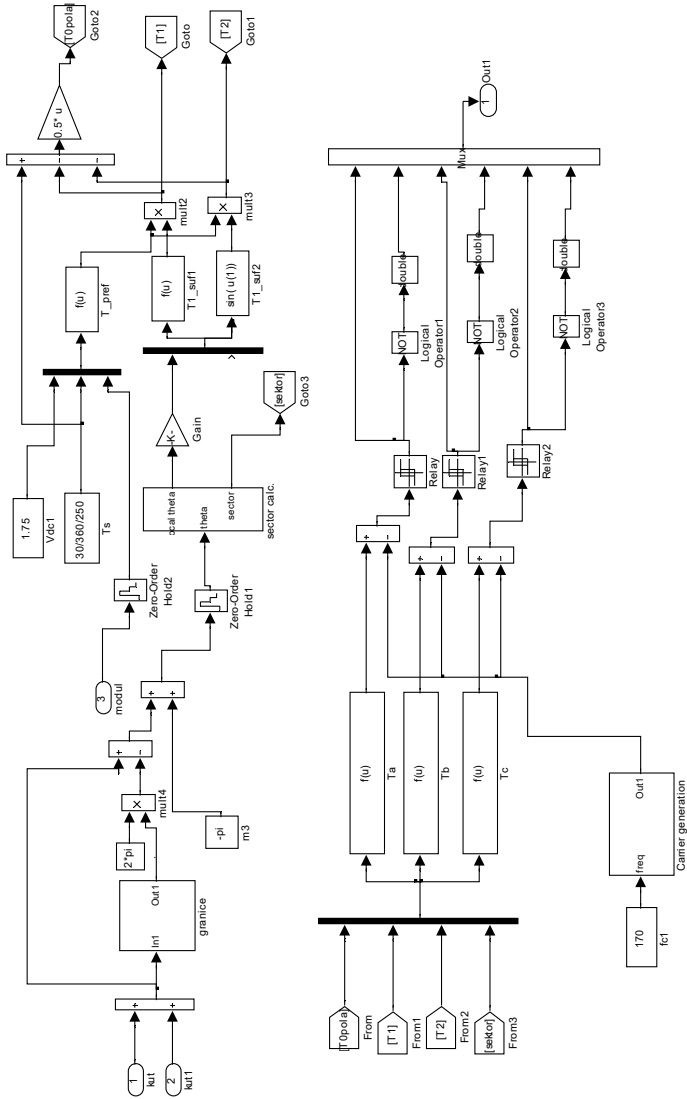 1
kut
2
kut1
+
+
In1
Out1
granice
2*pi
×
mult4
+
-
-pi
m3
+
+
3
modul
Zero-Order
Hold2
Zero-Order
Hold1
1.75
Vdc1
30/360/250
Ts
theta
sector
sector calc.
-K-
Gain
[sektor]
Goto3
f(u)
T_pref
f(u)
T1_suf1
sin( u(1))
T1_suf2
×
mult2
×
mult3
+
-
-
0.5* u
[T0pola]
Goto2
[T1]
Goto
[T2]
Goto1
[T0pola]
From
[T1]
From1
[T2]
From2
[sektor]
From3
f(u)
Ta
f(u)
Tb
f(u)
Tc
170
fc1
freq
Out1
Carrier generation
+
-
+
-
+
-
Relay
Relay1
Relay2
NOT
Logical
Operator1
NOT
Logical
Operator2
NOT
Logical
Operator3
double
double
double
Mux
1
Out1